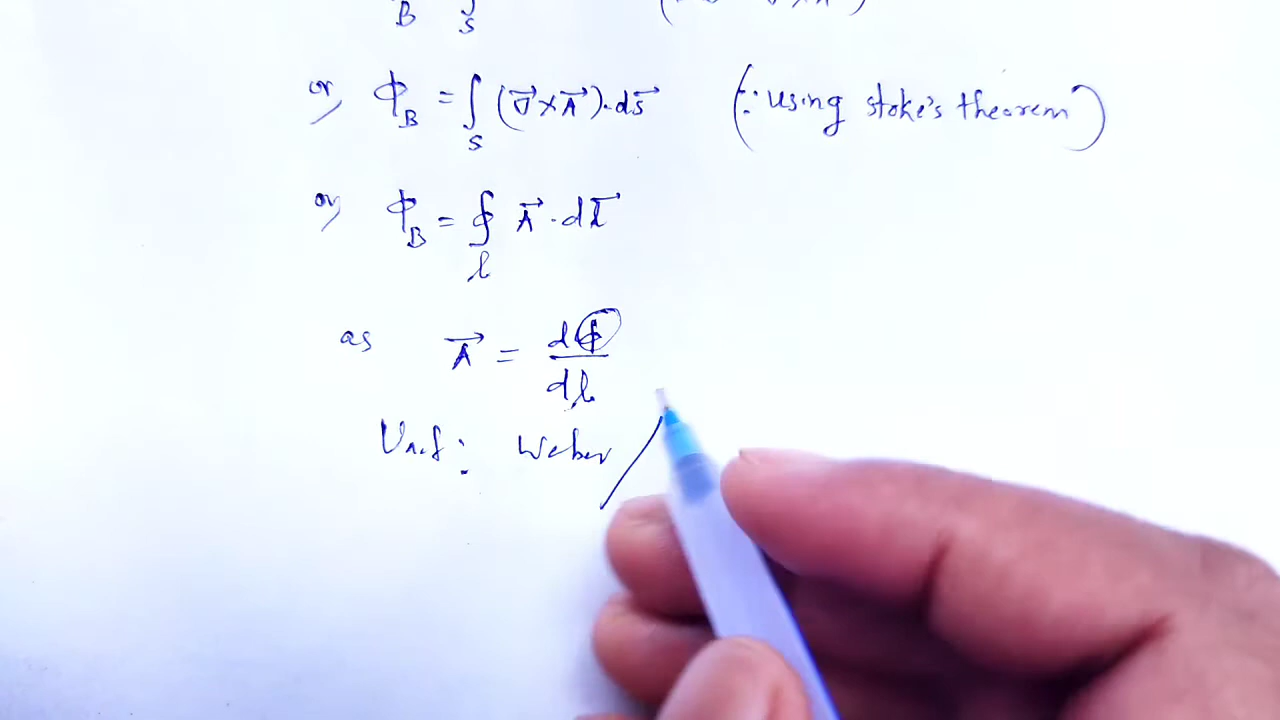 B S
or, Φ_B = ∫_S (∇⃗ × A⃗) · ds⃗ (∵ using stoke's theorem)
or, Φ_B = ∮_l A⃗ · dl⃗
as A⃗ = dϕ / dl
Unit : Weber /